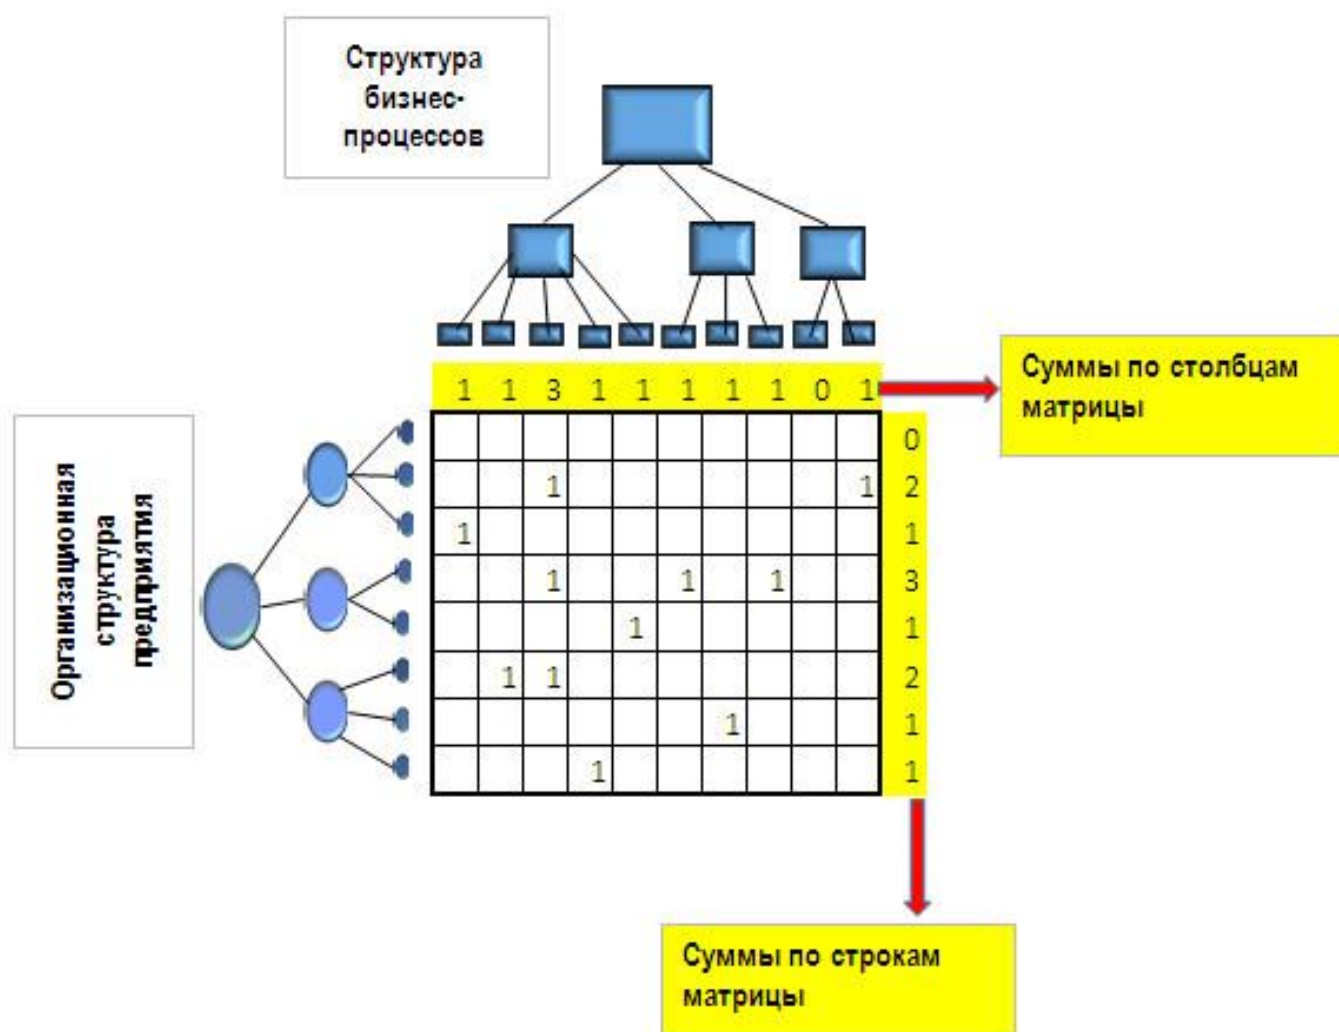 Структура
бизнес-
процессов
Суммы по столбцам
матрицы
1 1 3 1 1 1 1 1 0 1
Организационная
структура
предприятия
0
1 1 2
1 1
1 1 1 3
1 1
1 1 2
1 1
1 1
Суммы по строкам
матрицы